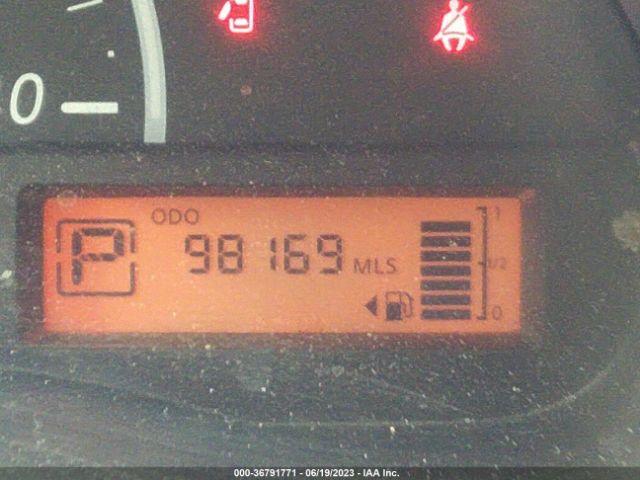 0
ODO
P
98169 MLS
1
1/2
0
000-36791771 - 06/19/2023 - IAA Inc.